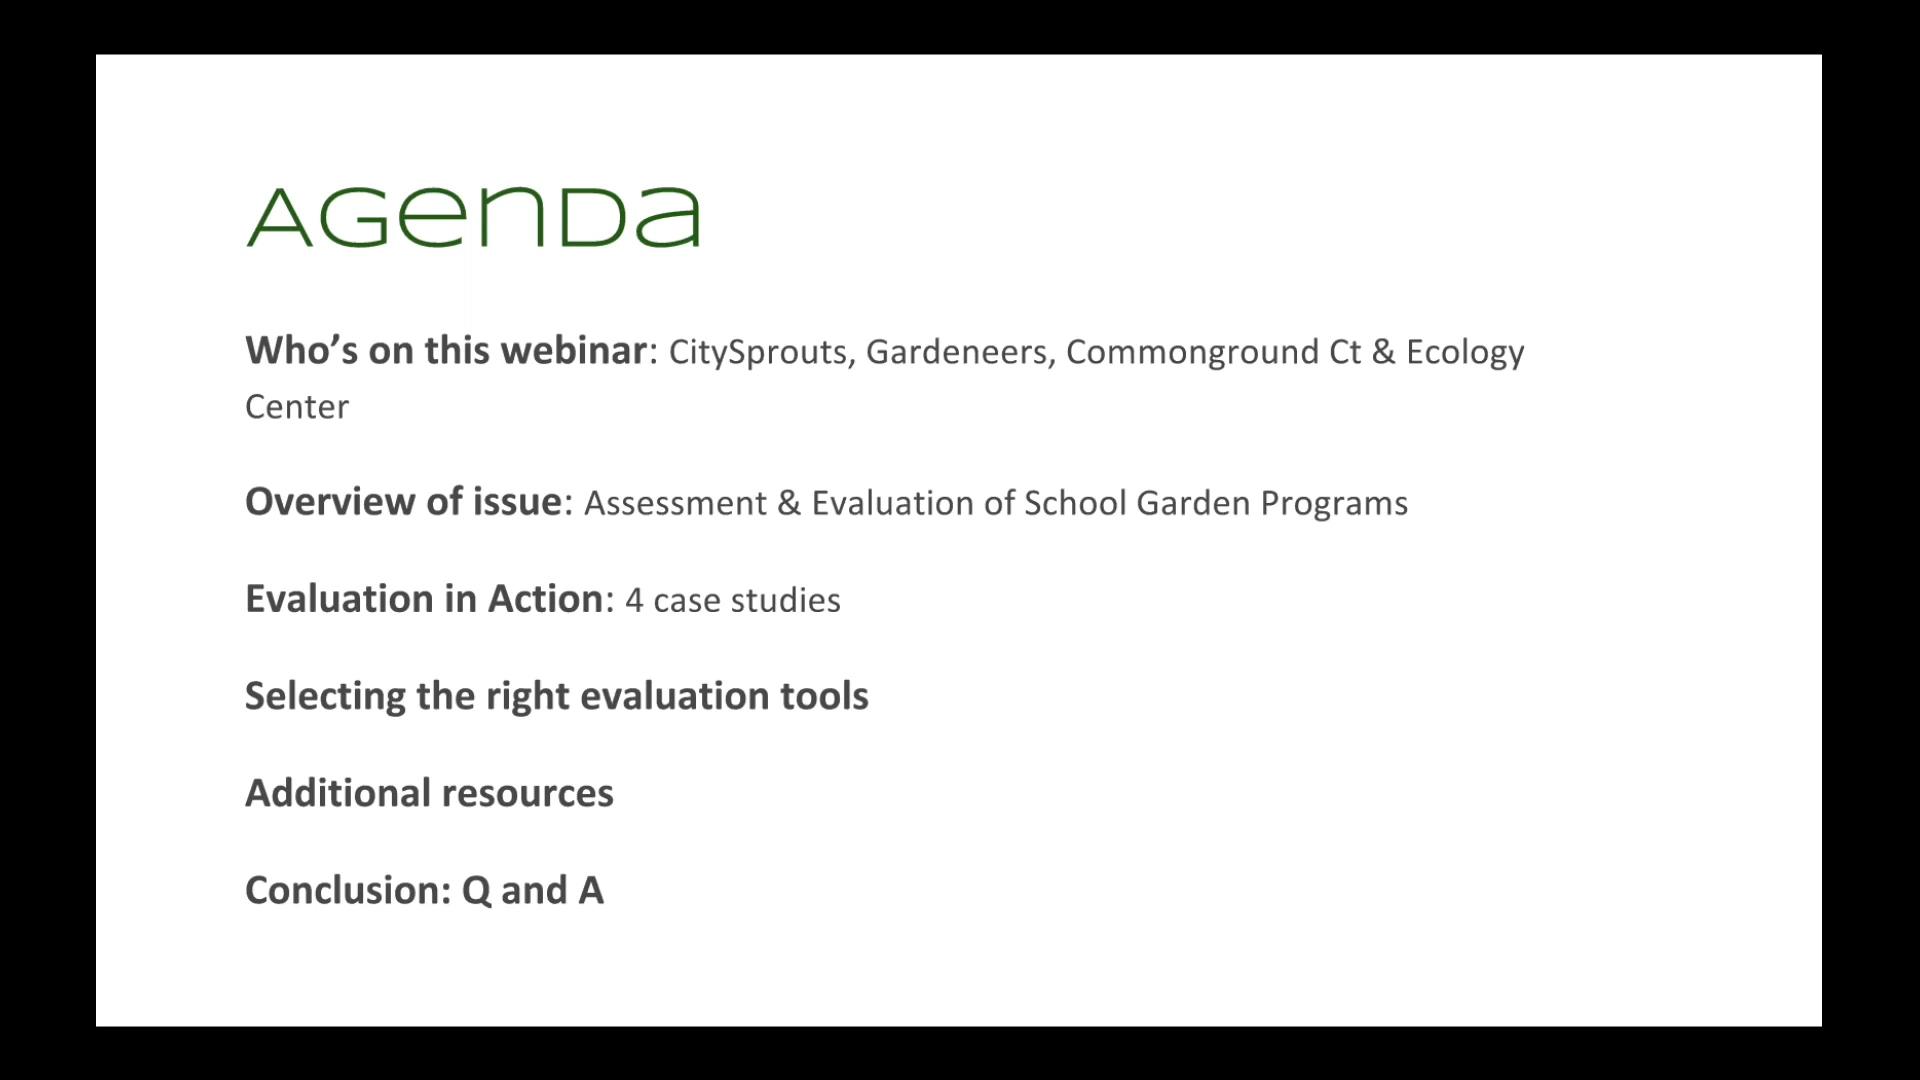 Agenda
Who’s on this webinar: CitySprouts, Gardeneers, Commonground Ct & Ecology
Center
Overview of issue: Assessment & Evaluation of School Garden Programs
Evaluation in Action: 4 case studies
Selecting the right evaluation tools
Additional resources
Conclusion: Q and A